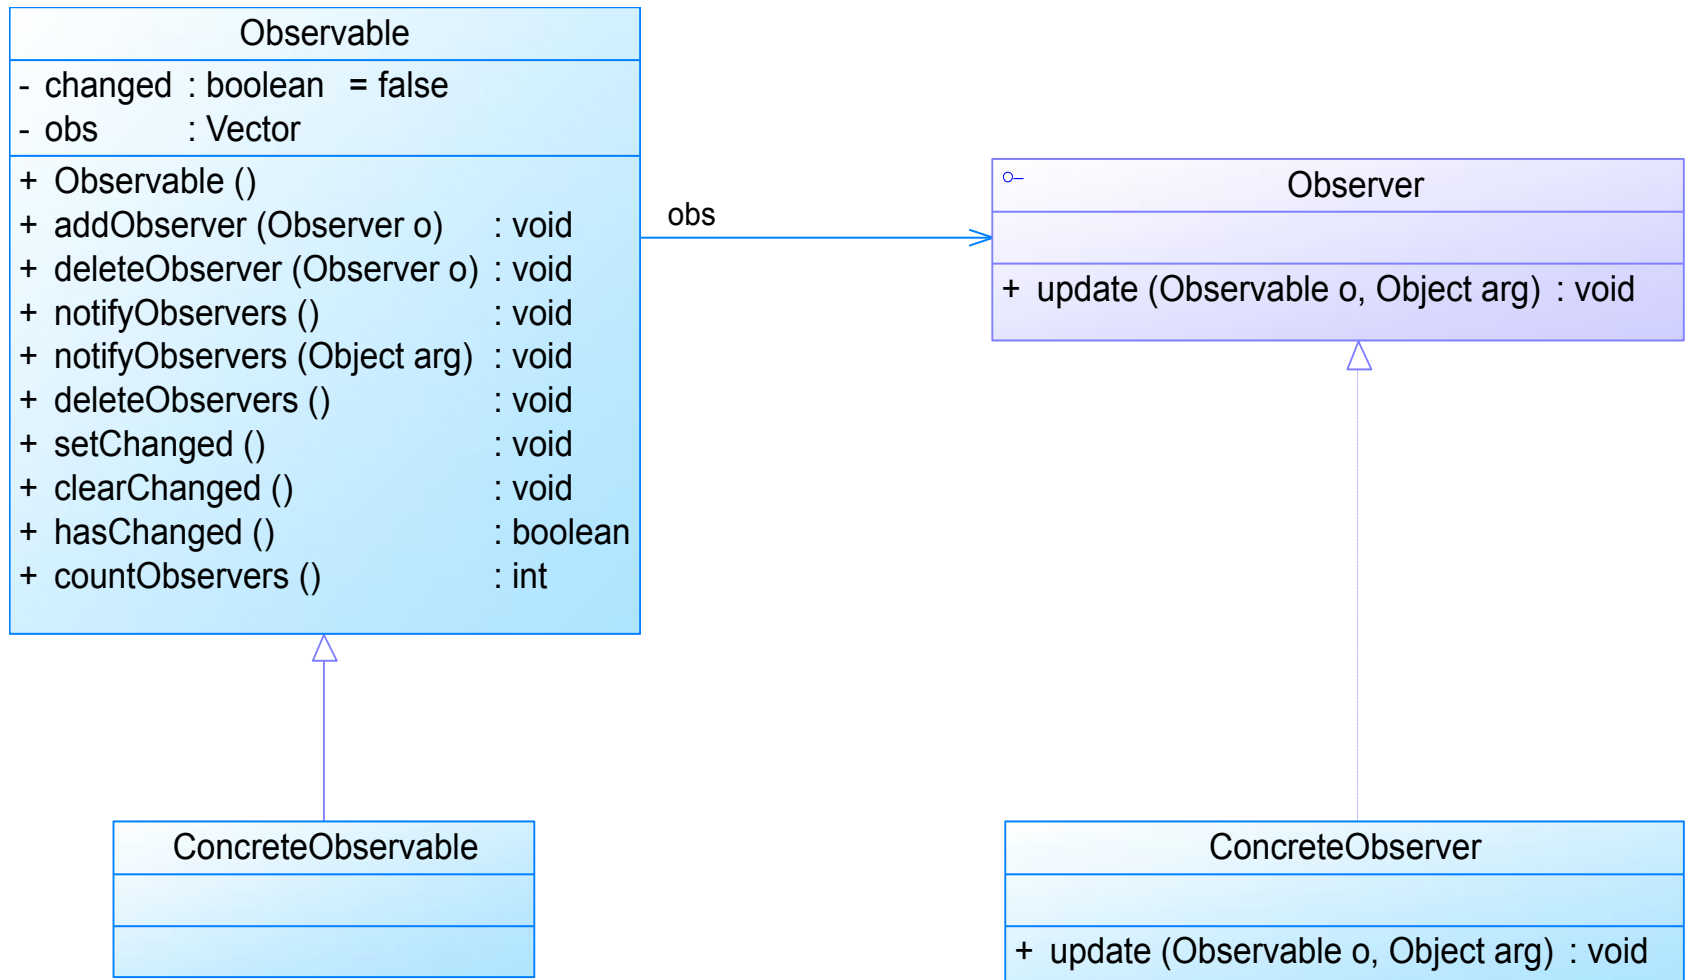 Observable
- changed : boolean = false
- obs : Vector
+ Observable ()
+ addObserver (Observer o) : void
+ deleteObserver (Observer o) : void
+ notifyObservers () : void
+ notifyObservers (Object arg) : void
+ deleteObservers () : void
+ setChanged () : void
+ clearChanged () : void
+ hasChanged () : boolean
+ countObservers () : int
obs
Observer
+ update (Observable o, Object arg) : void
ConcreteObservable
ConcreteObserver
+ update (Observable o, Object arg) : void